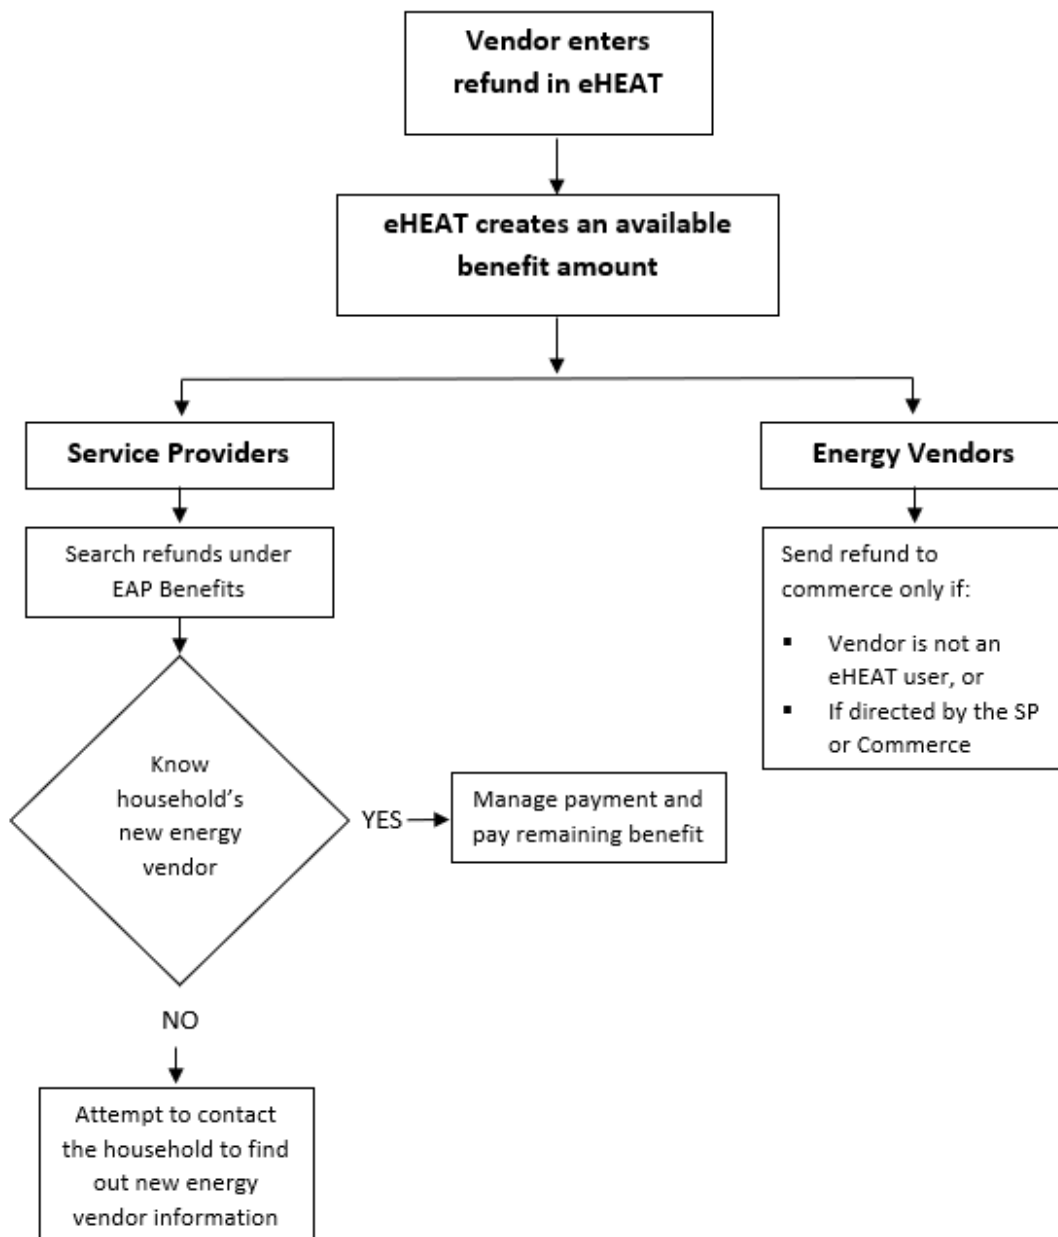 Vendor enters
refund in eHEAT
eHEAT creates an available
benefit amount
Service Providers
Energy Vendors
Search refunds under
EAP Benefits
Send refund to
commerce only if:
▪ Vendor is not an
eHEAT user, or
▪ If directed by the SP
or Commerce
Know
household’s
new energy
vendor
YES
Manage payment and
pay remaining benefit
NO
Attempt to contact
the household to find
out new energy
vendor information